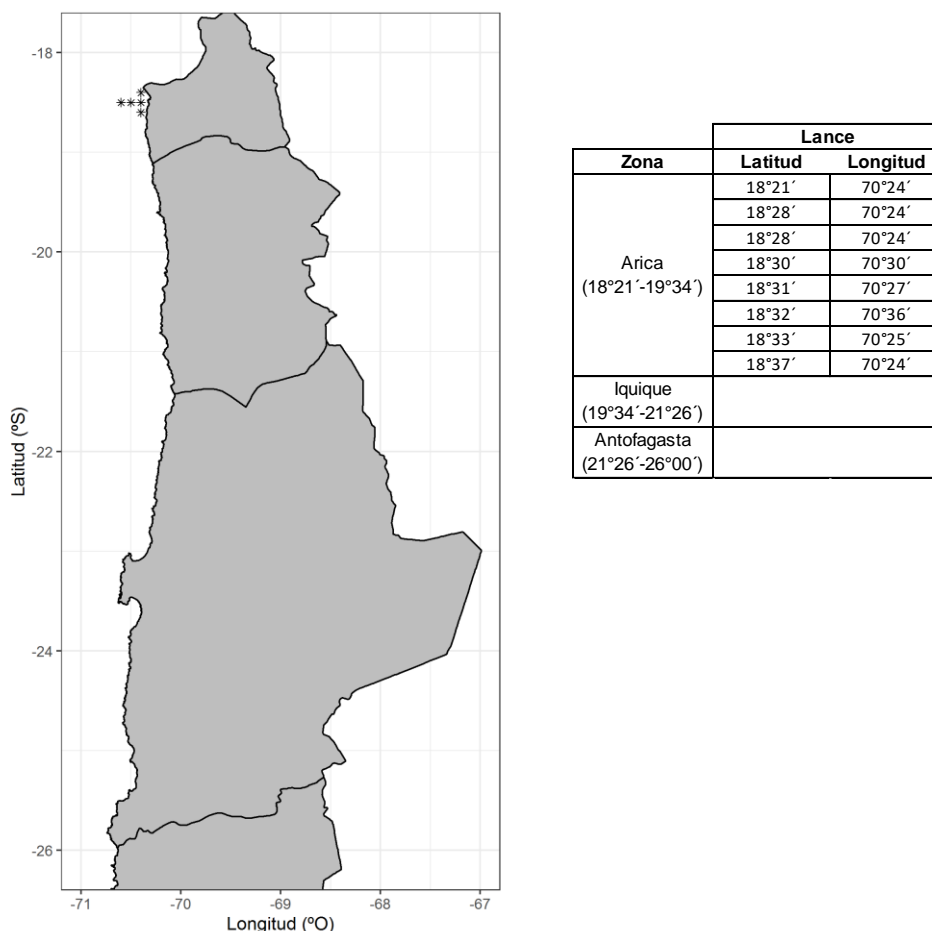 -18
-20
-22
-24
-26
Latitud (ºS)
-71 -70 -69 -68 -67
Longitud (ºO)
Lance
Zona Latitud Longitud
Arica
(18°21´-19°34´)
18°21´ 70°24´
18°28´ 70°24´
18°28´ 70°24´
18°30´ 70°30´
18°31´ 70°27´
18°32´ 70°36´
18°33´ 70°25´
18°37´ 70°24´
Iquique
(19°34´-21°26´)
Antofagasta
(21°26´-26°00´)